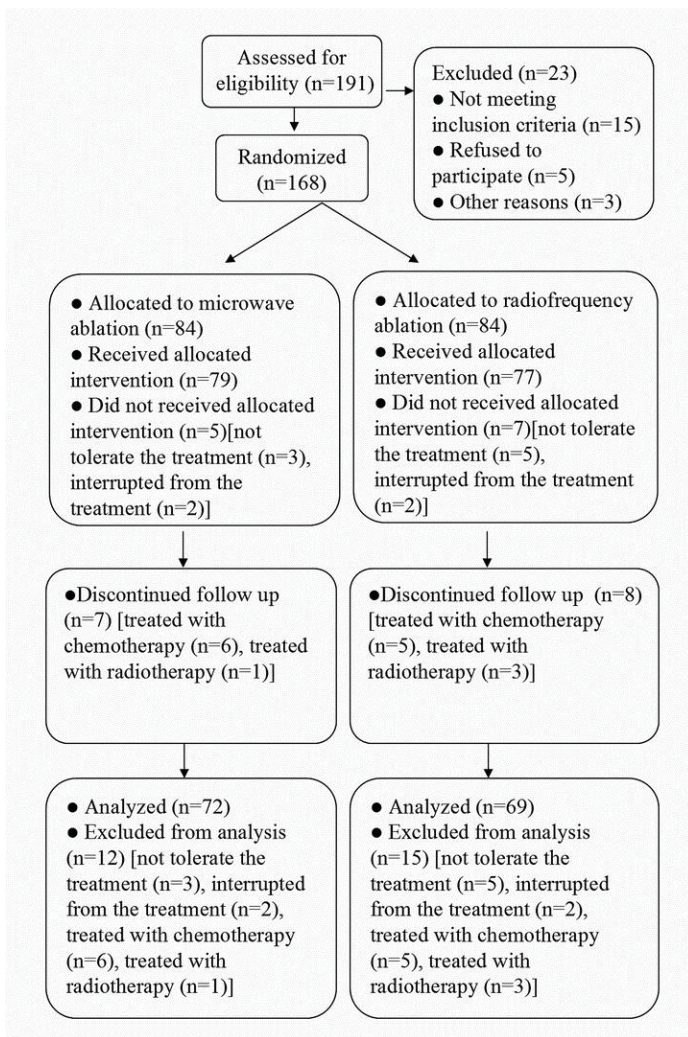 Assessed for
eligibility (n=191)
Excluded (n=23)
● Not meeting
inclusion criteria (n=15)
● Refused to
participate (n=5)
● Other reasons (n=3)
Randomized
(n=168)
● Allocated to microwave
ablation (n=84)
● Received allocated
intervention (n=79)
● Did not received allocated
intervention (n=5)[not
tolerate the treatment (n=3),
interrupted from the
treatment (n=2)]
● Allocated to radiofrequency
ablation (n=84)
● Received allocated
intervention (n=77)
● Did not received allocated
intervention (n=7)[not tolerate
the treatment (n=5),
interrupted from the treatment
(n=2)]
●Discontinued follow up
(n=7) [treated with
chemotherapy (n=6), treated
with radiotherapy (n=1)]
●Discontinued follow up (n=8)
[treated with chemotherapy
(n=5), treated with
radiotherapy (n=3)]
● Analyzed (n=72)
● Excluded from analysis
(n=12) [not tolerate the
treatment (n=3), interrupted
from the treatment (n=2),
treated with chemotherapy
(n=6), treated with
radiotherapy (n=1)]
● Analyzed (n=69)
● Excluded from analysis
(n=15) [not tolerate the
treatment (n=5), interrupted
from the treatment (n=2),
treated with chemotherapy
(n=5), treated with
radiotherapy (n=3)]